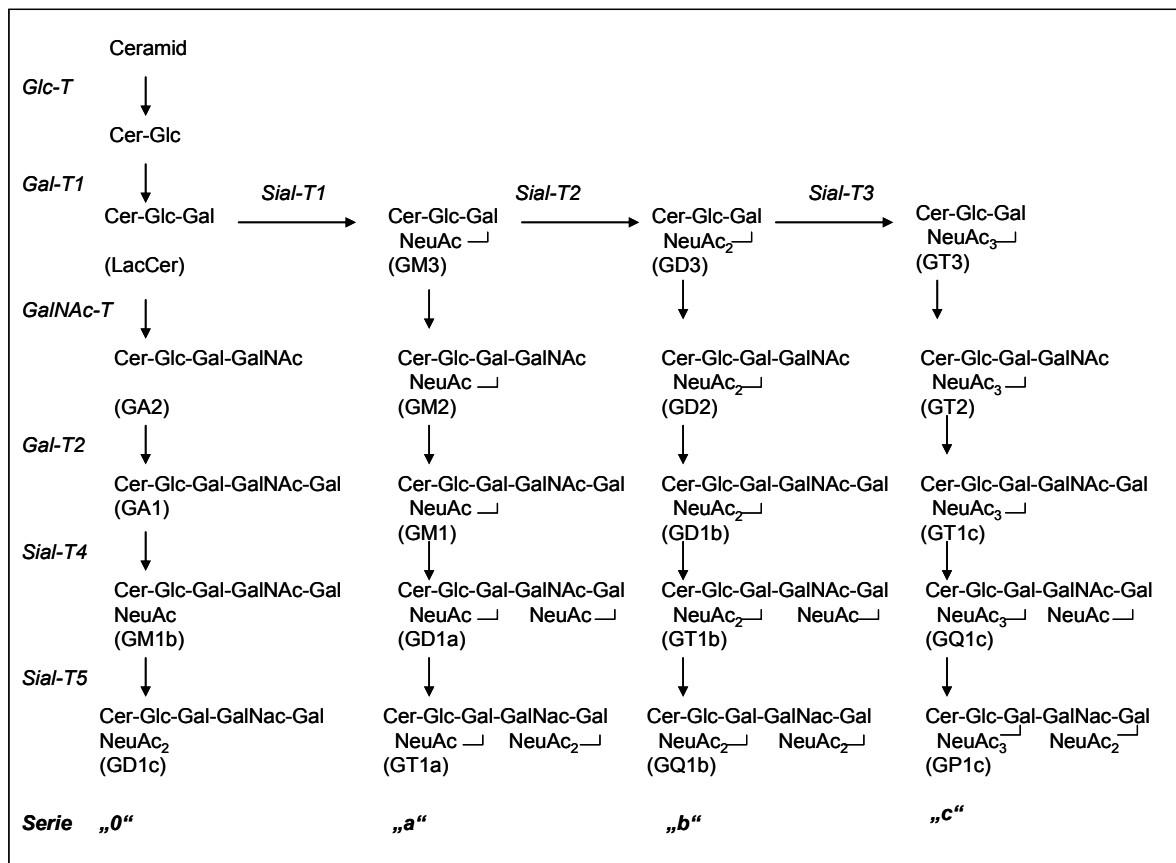 Ceramid
Glc-T
Cer-Glc
Gal-T1 Sial-T1 Sial-T2 Sial-T3
Cer-Glc-Gal Cer-Glc-Gal Cer-Glc-Gal Cer-Glc-Gal
NeuAc NeuAc₂ NeuAc₃
(LacCer) (GM3) (GD3) (GT3)
GalNAc-T
Cer-Glc-Gal-GalNAc Cer-Glc-Gal-GalNAc Cer-Glc-Gal-GalNAc Cer-Glc-Gal-GalNAc
NeuAc NeuAc₂ NeuAc₃
(GA2) (GM2) (GD2) (GT2)
Gal-T2
Cer-Glc-Gal-GalNAc-Gal Cer-Glc-Gal-GalNAc-Gal Cer-Glc-Gal-GalNAc-Gal Cer-Glc-Gal-GalNAc-Gal
NeuAc NeuAc₂ NeuAc₃
(GA1) (GM1) (GD1b) (GT1c)
Sial-T4
Cer-Glc-Gal-GalNAc-Gal Cer-Glc-Gal-GalNAc-Gal Cer-Glc-Gal-GalNAc-Gal Cer-Glc-Gal-GalNAc-Gal
NeuAc NeuAc NeuAc NeuAc₂ NeuAc NeuAc₃ NeuAc
(GM1b) (GD1a) (GT1b) (GQ1c)
Sial-T5
Cer-Glc-Gal-GalNac-Gal Cer-Glc-Gal-GalNac-Gal Cer-Glc-Gal-GalNac-Gal Cer-Glc-Gal-GalNac-Gal
NeuAc₂ NeuAc NeuAc₂ NeuAc₂ NeuAc₂ NeuAc₃ NeuAc₂
(GD1c) (GT1a) (GQ1b) (GP1c)
Serie „0“ „a“ „b“ „c“